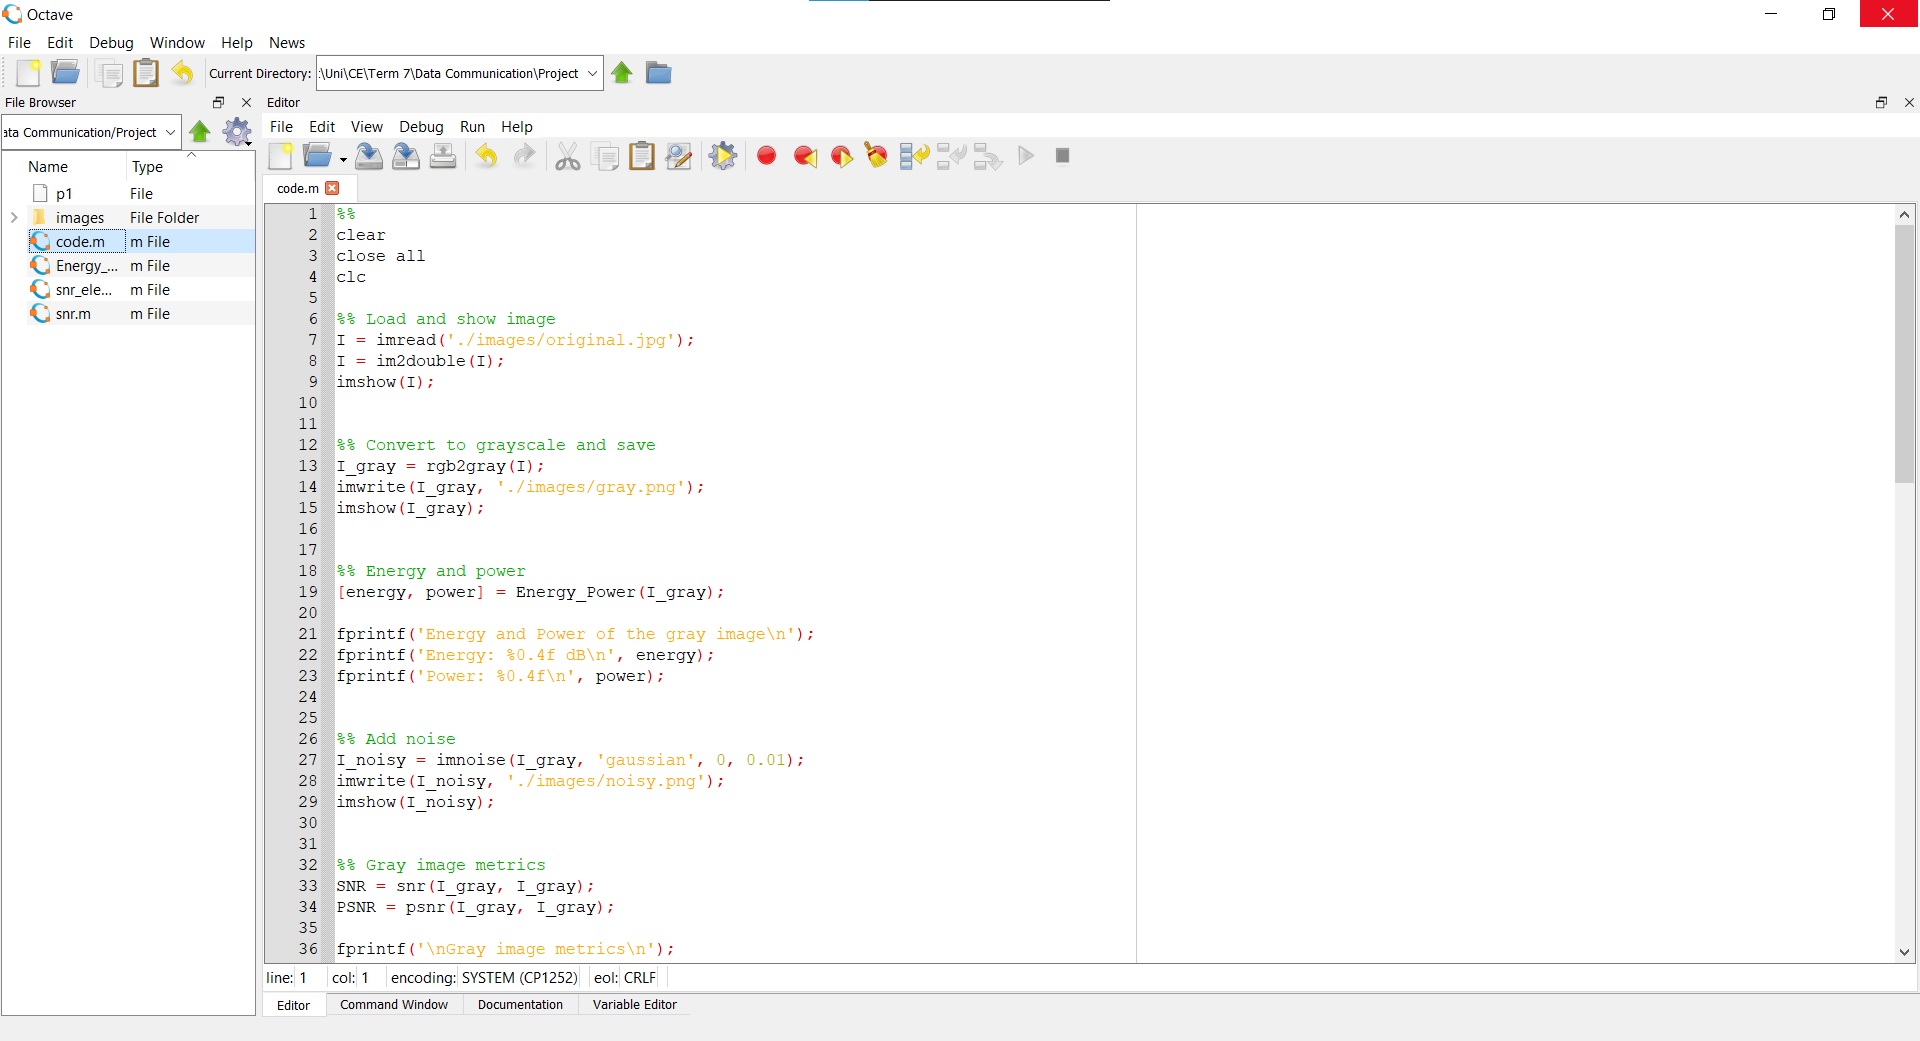 Octave
File Edit Debug Window Help News
Current Directory: :\Uni\CE\Term 7\Data Communication\Project
File Browser
ata Communication/Project
Name Type
p1 File
images File Folder
code.m m File
Energy_... m File
snr_ele... m File
snr.m m File
Editor
File Edit View Debug Run Help
code.m
1 %%
2 clear
3 close all
4 clc
5
6 %% Load and show image
7 I = imread('./images/original.jpg');
8 I = im2double(I);
9 imshow(I);
10
11
12 %% Convert to grayscale and save
13 I_gray = rgb2gray(I);
14 imwrite(I_gray, './images/gray.png');
15 imshow(I_gray);
16
17
18 %% Energy and power
19 [energy, power] = Energy_Power(I_gray);
20
21 fprintf('Energy and Power of the gray image\n');
22 fprintf('Energy: %0.4f dB\n', energy);
23 fprintf('Power: %0.4f\n', power);
24
25
26 %% Add noise
27 I_noisy = imnoise(I_gray, 'gaussian', 0, 0.01);
28 imwrite(I_noisy, './images/noisy.png');
29 imshow(I_noisy);
30
31
32 %% Gray image metrics
33 SNR = snr(I_gray, I_gray);
34 PSNR = psnr(I_gray, I_gray);
35
36 fprintf('\nGray image metrics\n');
line: 1 col: 1 encoding: SYSTEM (CP1252) eol: CRLF
Editor Command Window Documentation Variable Editor